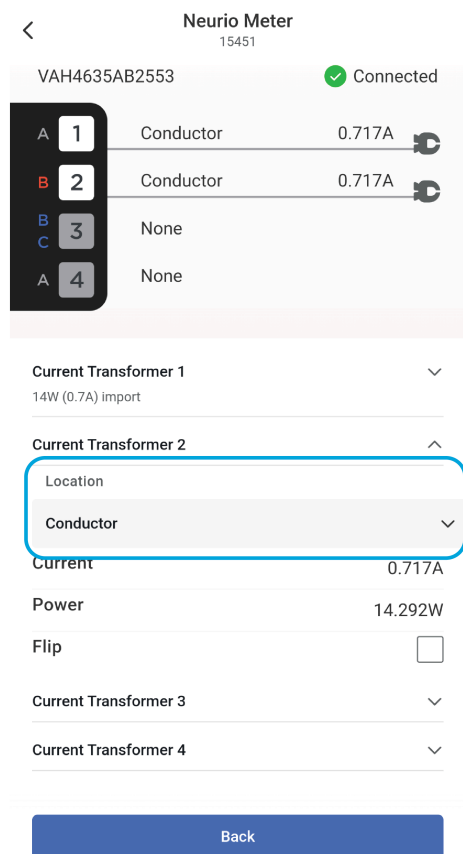 Neurio Meter
15451
VAH4635AB2553 Connected
A 1 Conductor 0.717A
B 2 Conductor 0.717A
B C 3 None
A 4 None
Current Transformer 1
14W (0.7A) import
Current Transformer 2
Location
Conductor
Current 0.717A
Power 14.292W
Flip
Current Transformer 3
Current Transformer 4
Back